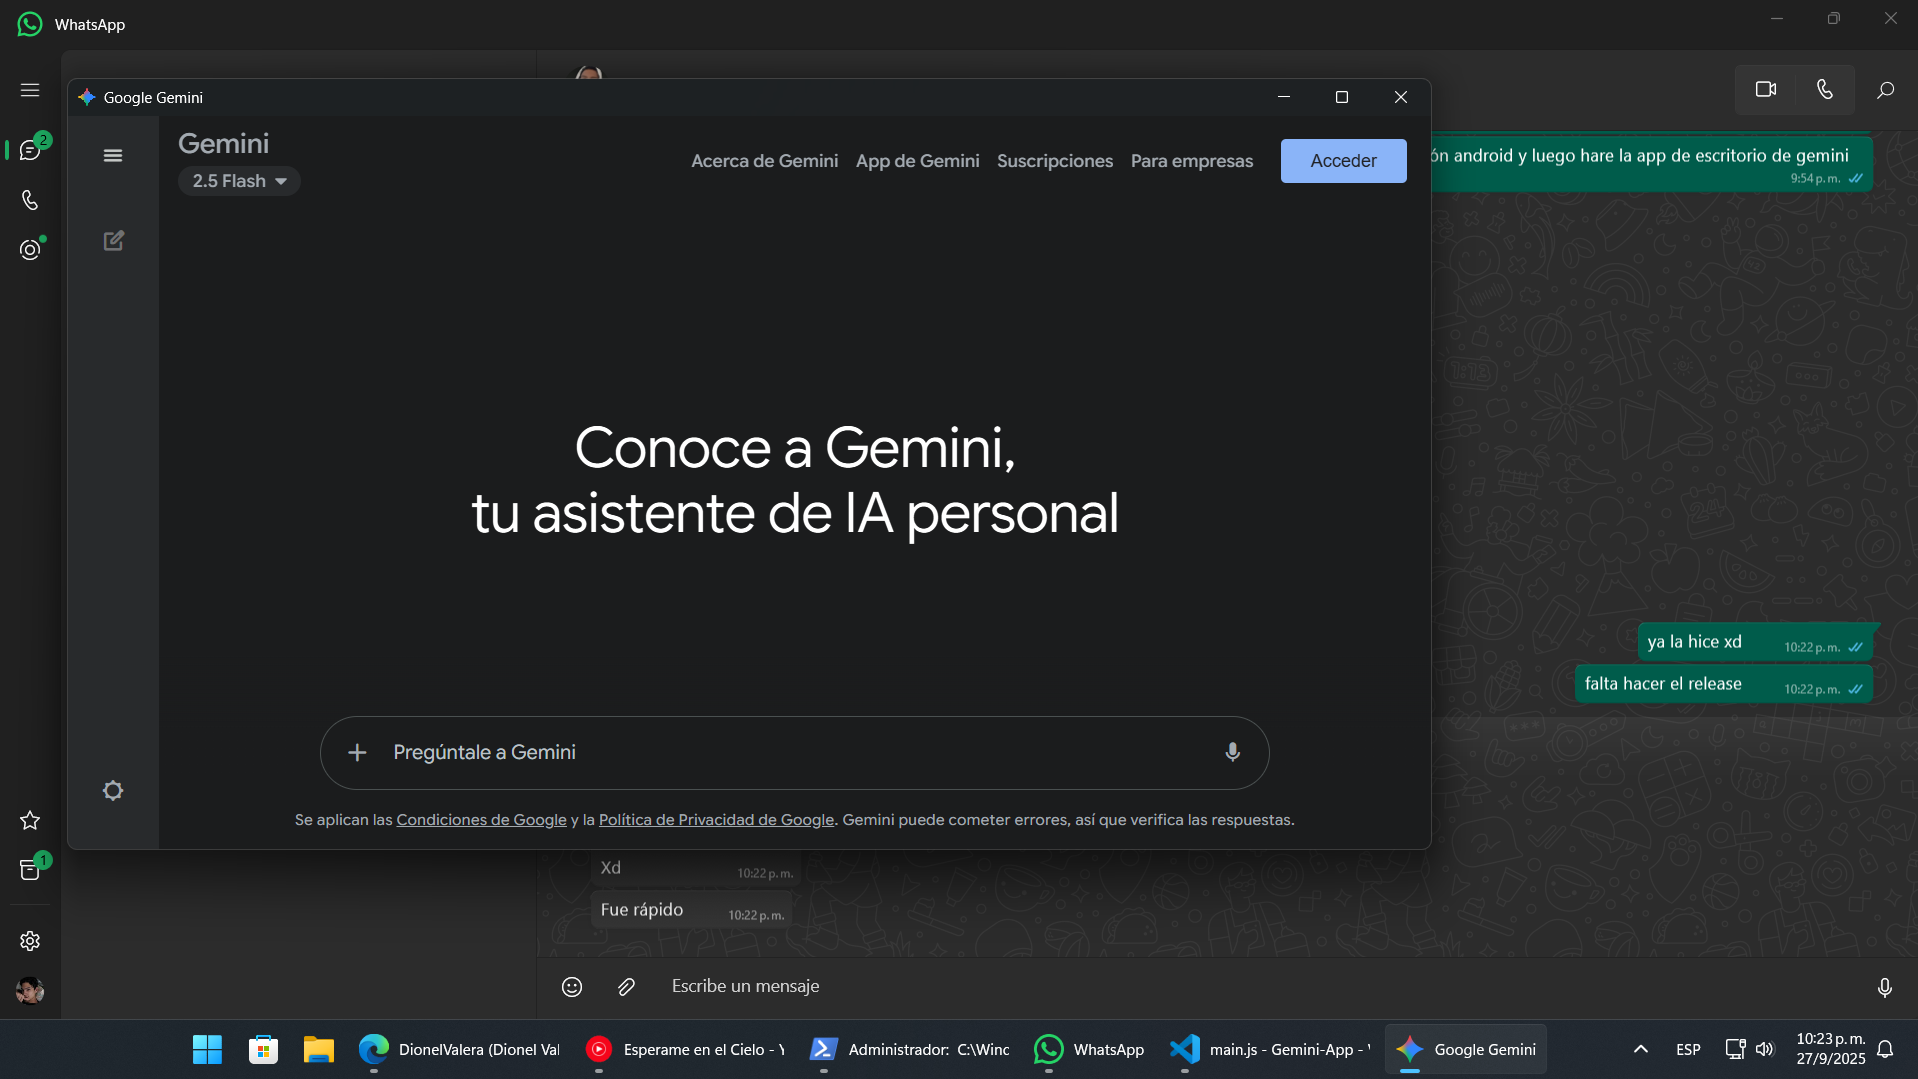 WhatsApp
2
1
Google Gemini
Gemini
2.5 Flash
Acerca de Gemini
App de Gemini
Suscripciones
Para empresas
Acceder
Conoce a Gemini,
tu asistente de IA personal
Pregúntale a Gemini
Se aplican las Condiciones de Google y la Política de Privacidad de Google. Gemini puede cometer errores, así que verifica las respuestas.
ón android y luego hare la app de escritorio de gemini
9:54 p. m.
ya la hice xd
10:22 p. m.
falta hacer el release
10:22 p. m.
Xd
10:22 p. m.
Fue rápido
10:22 p. m.
Escribe un mensaje
DionelValera (Dionel Val
Esperame en el Cielo - Y
Administrador: C:\Winc
WhatsApp
main.js - Gemini-App -
Google Gemini
ESP
10:23 p. m.
27/9/2025